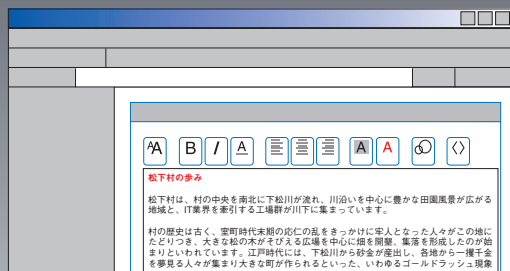 AA
B I A
A A
<>
松下村の歩み
松下村は、村の中央を南北に下松川が流れ、川沿いを中心に豊かな田園風景が広がる
地域と、IT業界を牽引する工場群が川下に集まっています。
村の歴史は古く、室町時代末期の応仁の乱をきっかけに牢人となった人々がこの地に
たどりつき、大きな松の木がそびえる広場を中心に畑を開墾、集落を形成したのが始
まりといわれています。江戸時代には、下松川から砂金が産出し、各地から一攫千金
を夢見る人々が集まり大きな町が作られるといった、いわゆるゴールドラッシュ現象